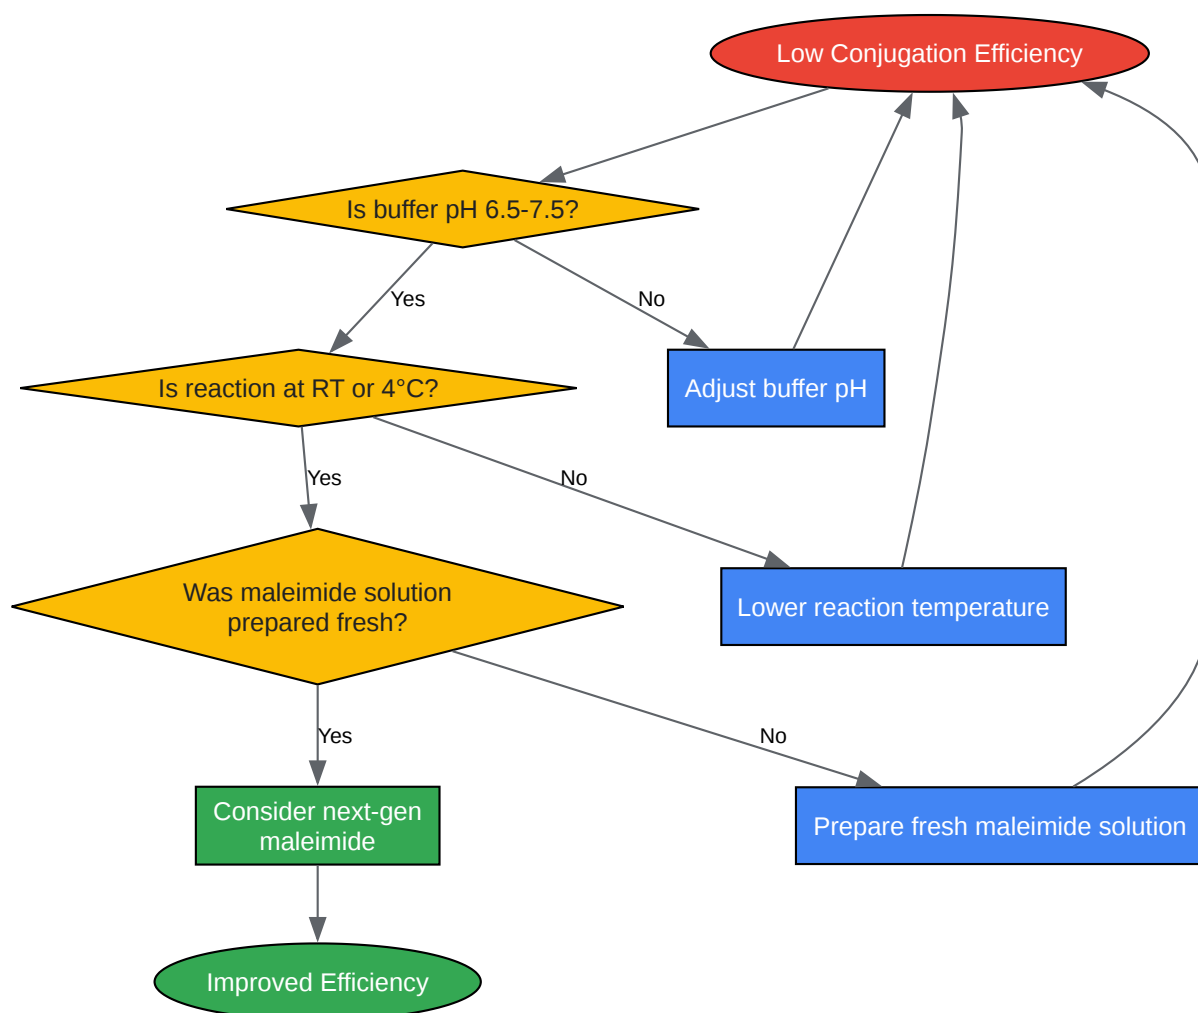 Low Conjugation Efficiency
Is buffer pH 6.5-7.5?
Yes
No
Is reaction at RT or 4°C?
Adjust buffer pH
Yes
No
Was maleimide solution
prepared fresh?
Lower reaction temperature
Yes
No
Consider next-gen
maleimide
Prepare fresh maleimide solution
Improved Efficiency